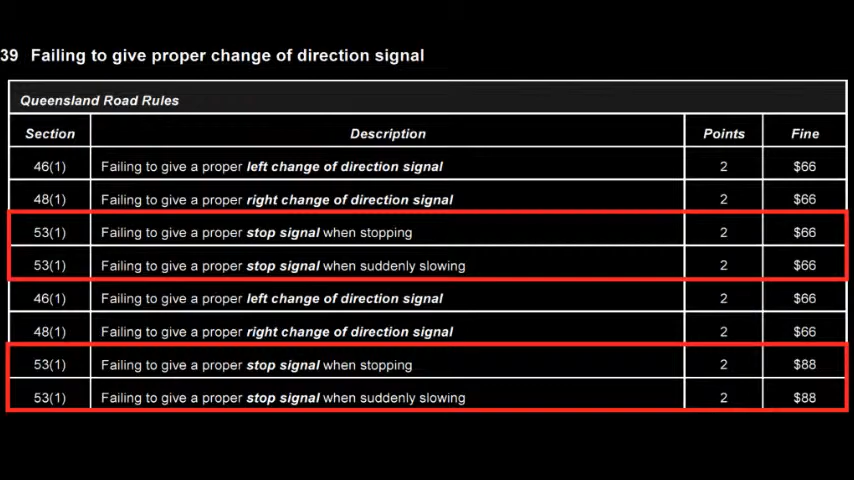 39 Failing to give proper change of direction signal
Queensland Road Rules
Section Description Points Fine
46(1) Failing to give a proper left change of direction signal 2 $66
48(1) Failing to give a proper right change of direction signal 2 $66
53(1) Failing to give a proper stop signal when stopping 2 $66
53(1) Failing to give a proper stop signal when suddenly slowing 2 $66
46(1) Failing to give a proper left change of direction signal 2 $66
48(1) Failing to give a proper right change of direction signal 2 $66
53(1) Failing to give a proper stop signal when stopping 2 $88
53(1) Failing to give a proper stop signal when suddenly slowing 2 $88